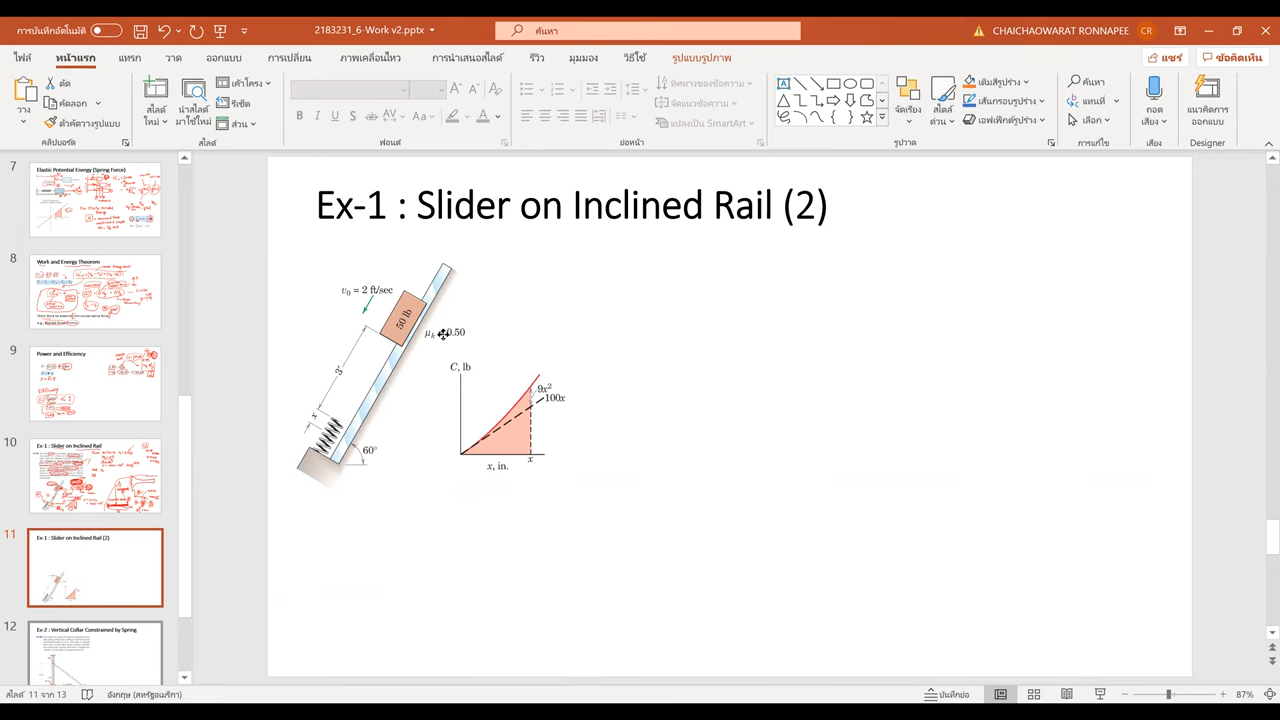 การบันทึกอัตโนมัติ
2183231_6-Work v2.pptx
ค้นหา
CHAICHAOWARAT RONNAPEE
CR
ไฟล์
หน้าแรก
แทรก
วาด
ออกแบบ
การเปลี่ยน
ภาพเคลื่อนไหว
การนำเสนอสไลด์
รีวิว
มุมมอง
วิธีใช้
รูปแบบรูปภาพ
แชร์
ข้อคิดเห็น
วาง
ตัด
คัดลอก
ตัวคัดวางรูปแบบ
คลิปบอร์ด
สไลด์ใหม่
นำสไลด์มาใช้ใหม่
เค้าโครง
รีเซ็ต
ส่วน
สไลด์
ฟอนต์
ทิศทางของข้อความ
จัดแนวข้อความ
แปลงเป็น SmartArt
ย่อหน้า
จัดเรียง
สไตล์ด่วน
เติมสีรูปร่าง
เส้นกรอบรูปร่าง
เอฟเฟ็กต์รูปร่าง
รูปวาด
ค้นหา
แทนที่
เลือก
การแก้ไข
ถอดเสียง
เสียง
แนวคิดการออกแบบ
Designer
7
Elastic Potential Energy (Spring Force)
8
Work and Energy Theorem
9
Power and Efficiency
10
Ex-1 : Slider on Inclined Rail
11
Ex-1 : Slider on Inclined Rail (2)
12
Ex-2 : Vertical Collar Constrained by Spring
Ex-1 : Slider on Inclined Rail (2)
v₀ = 2 ft/sec
50 lb
μₖ 0.50
3'
x
60°
C, lb
9x²
100x
x
x, in.
สไลด์ 11 จาก 13
อังกฤษ (สหรัฐอเมริกา)
บันทึกย่อ
87%